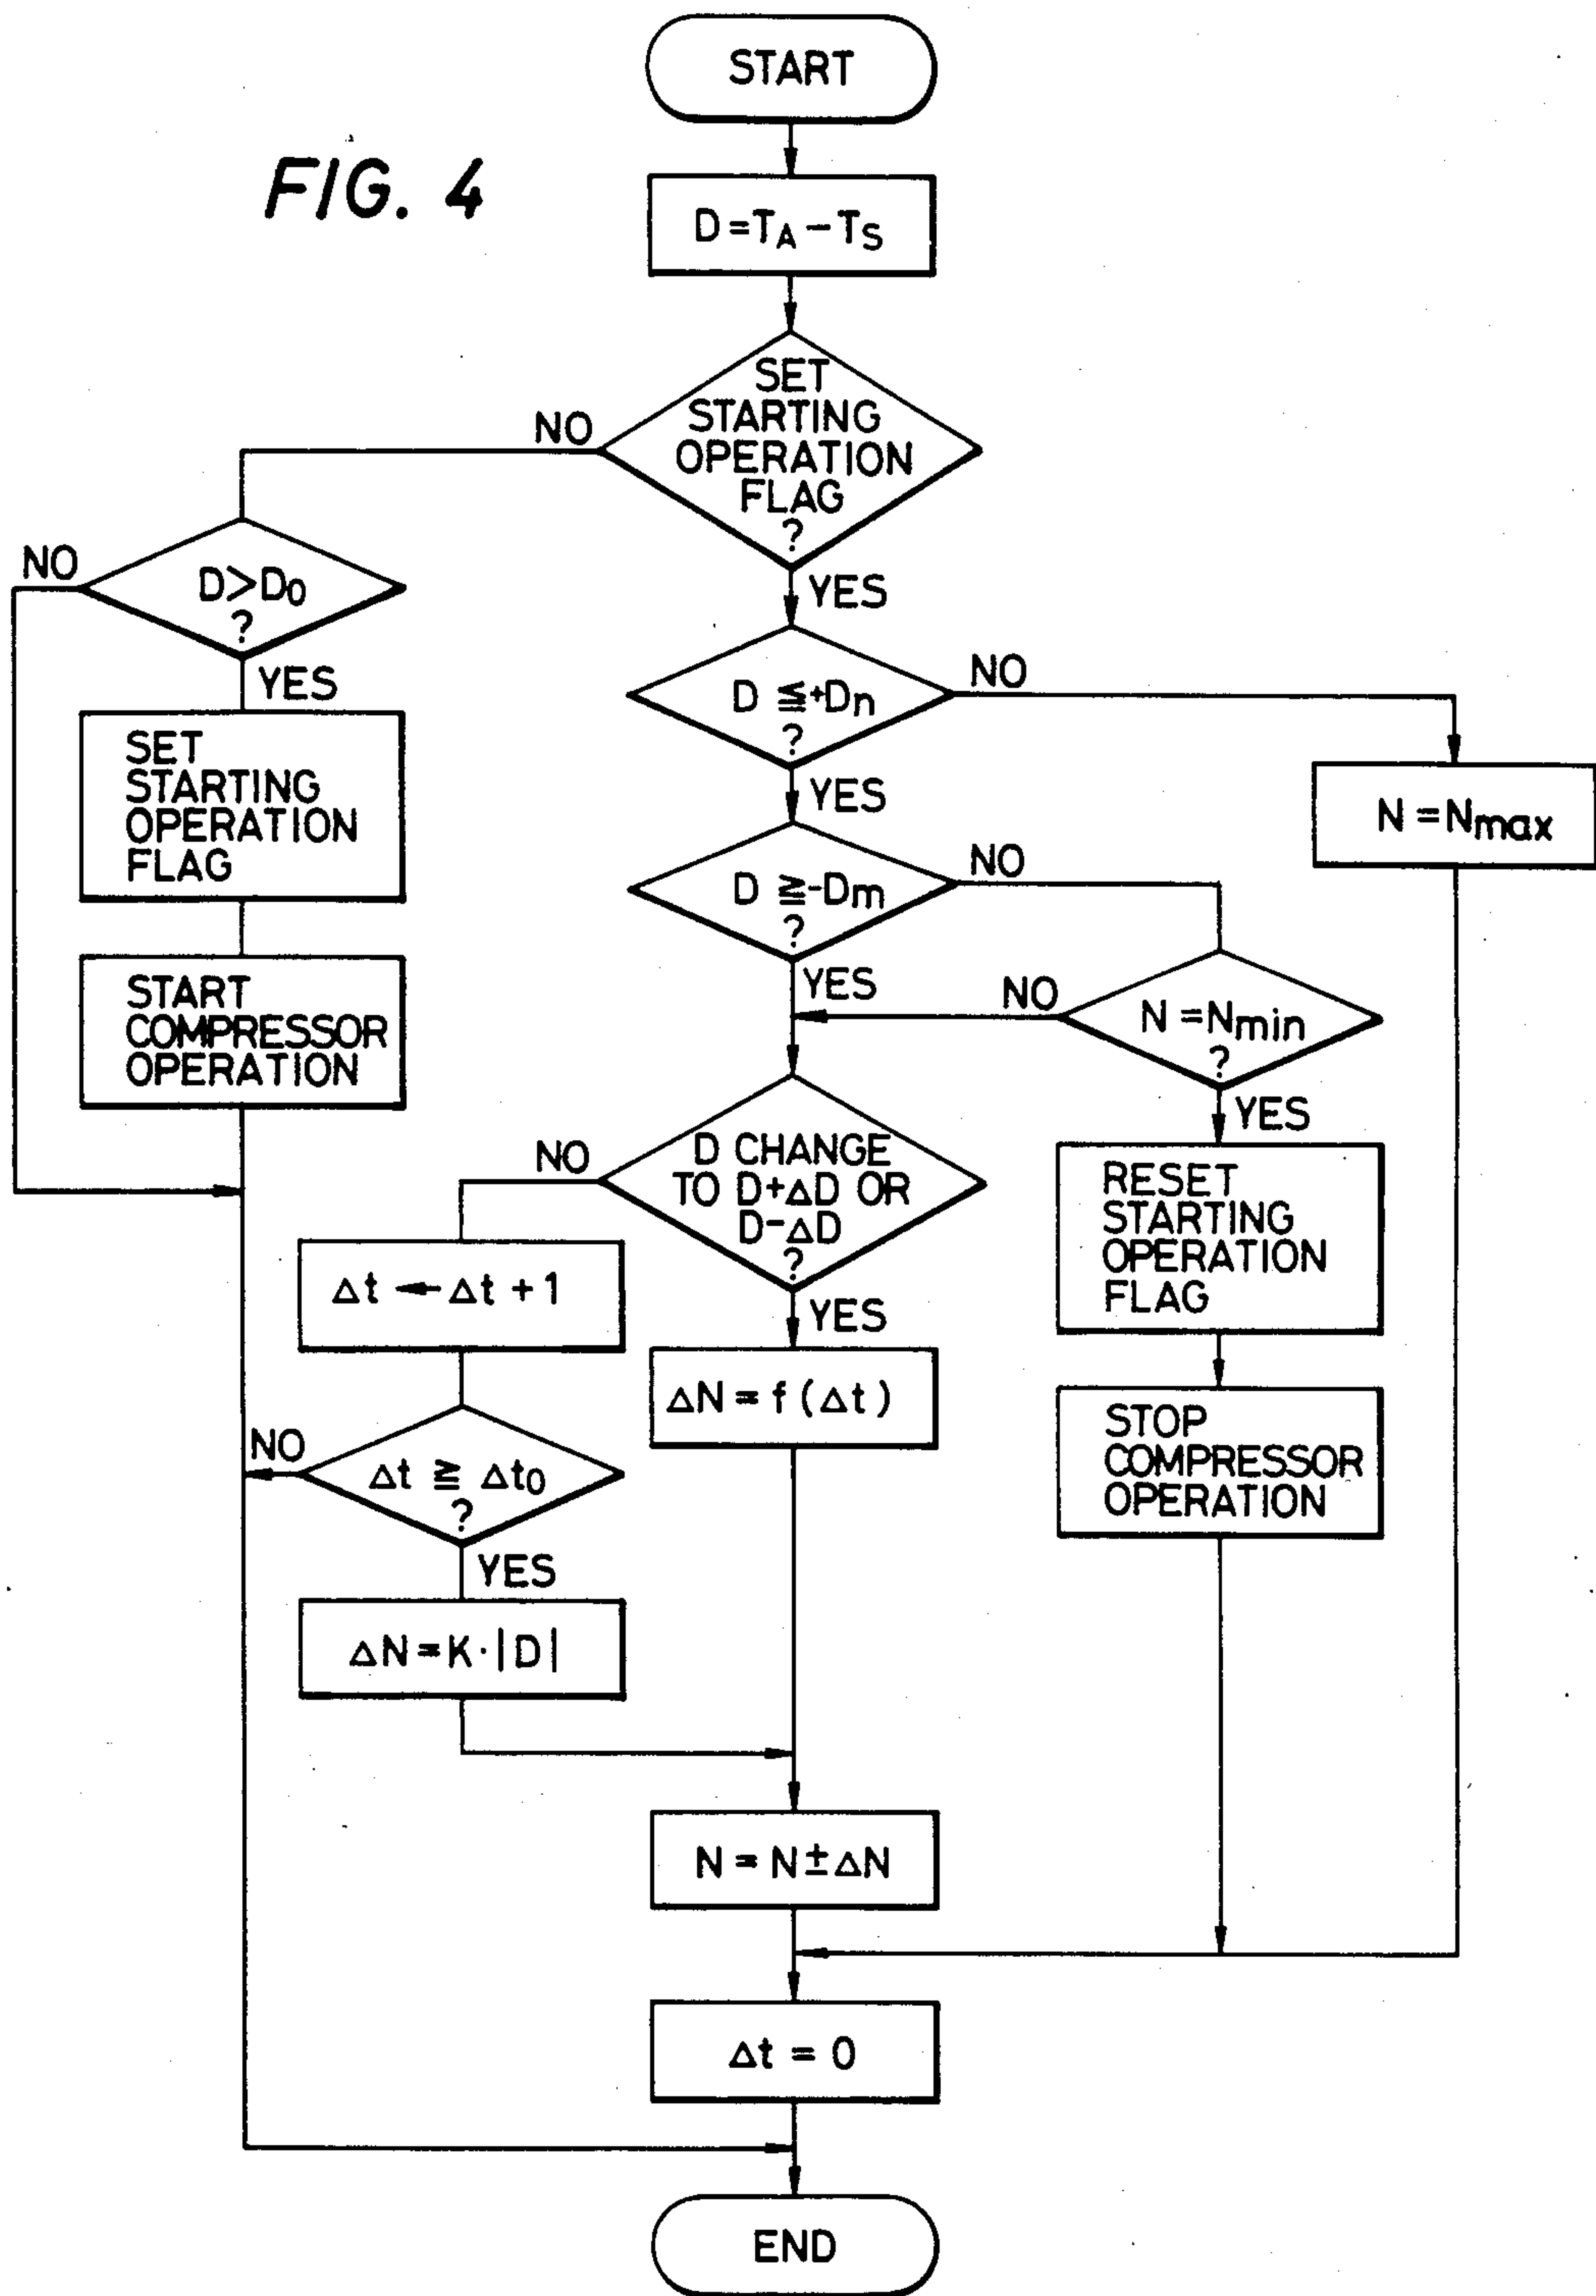 START
FIG. 4
D = TA − TS
SET
STARTING
OPERATION
FLAG
?
NO
YES
D > D0
?
NO
YES
SET
STARTING
OPERATION
FLAG
START
COMPRESSOR
OPERATION
D ≦ +Dn
?
NO
YES
N = Nmax
D ≧ -Dm
?
NO
YES
N = Nmin
?
NO
YES
D CHANGE
TO D+ΔD OR
D-ΔD
?
NO
YES
RESET
STARTING
OPERATION
FLAG
STOP
COMPRESSOR
OPERATION
Δt ← Δt + 1
ΔN = f (Δt)
Δt ≧ Δt0
?
NO
YES
ΔN = K·|D|
N = N ± ΔN
Δt = 0
END